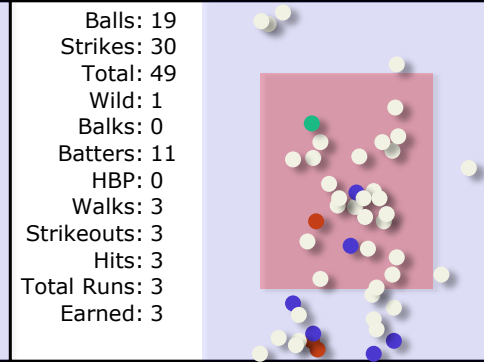 Balls: 19
Strikes: 30
Total: 49
Wild: 1
Balks: 0
Batters: 11
HBP: 0
Walks: 3
Strikeouts: 3
Hits: 3
Total Runs: 3
Earned: 3